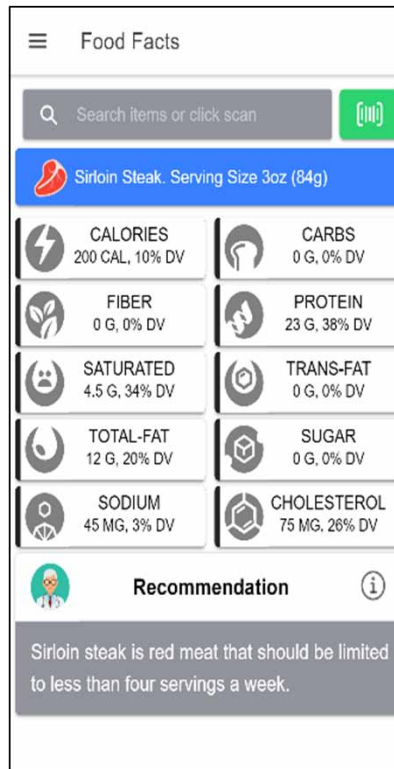 Food Facts
Search items or click scan
Sirloin Steak. Serving Size 3oz (84g)
CALORIES
200 CAL, 10% DV
CARBS
0 G, 0% DV
FIBER
0 G, 0% DV
PROTEIN
23 G, 38% DV
SATURATED
4.5 G, 34% DV
TRANS-FAT
0 G, 0% DV
TOTAL-FAT
12 G, 20% DV
SUGAR
0 G, 0% DV
SODIUM
45 MG, 3% DV
CHOLESTEROL
75 MG, 26% DV
Recommendation
Sirloin steak is red meat that should be limited
to less than four servings a week.